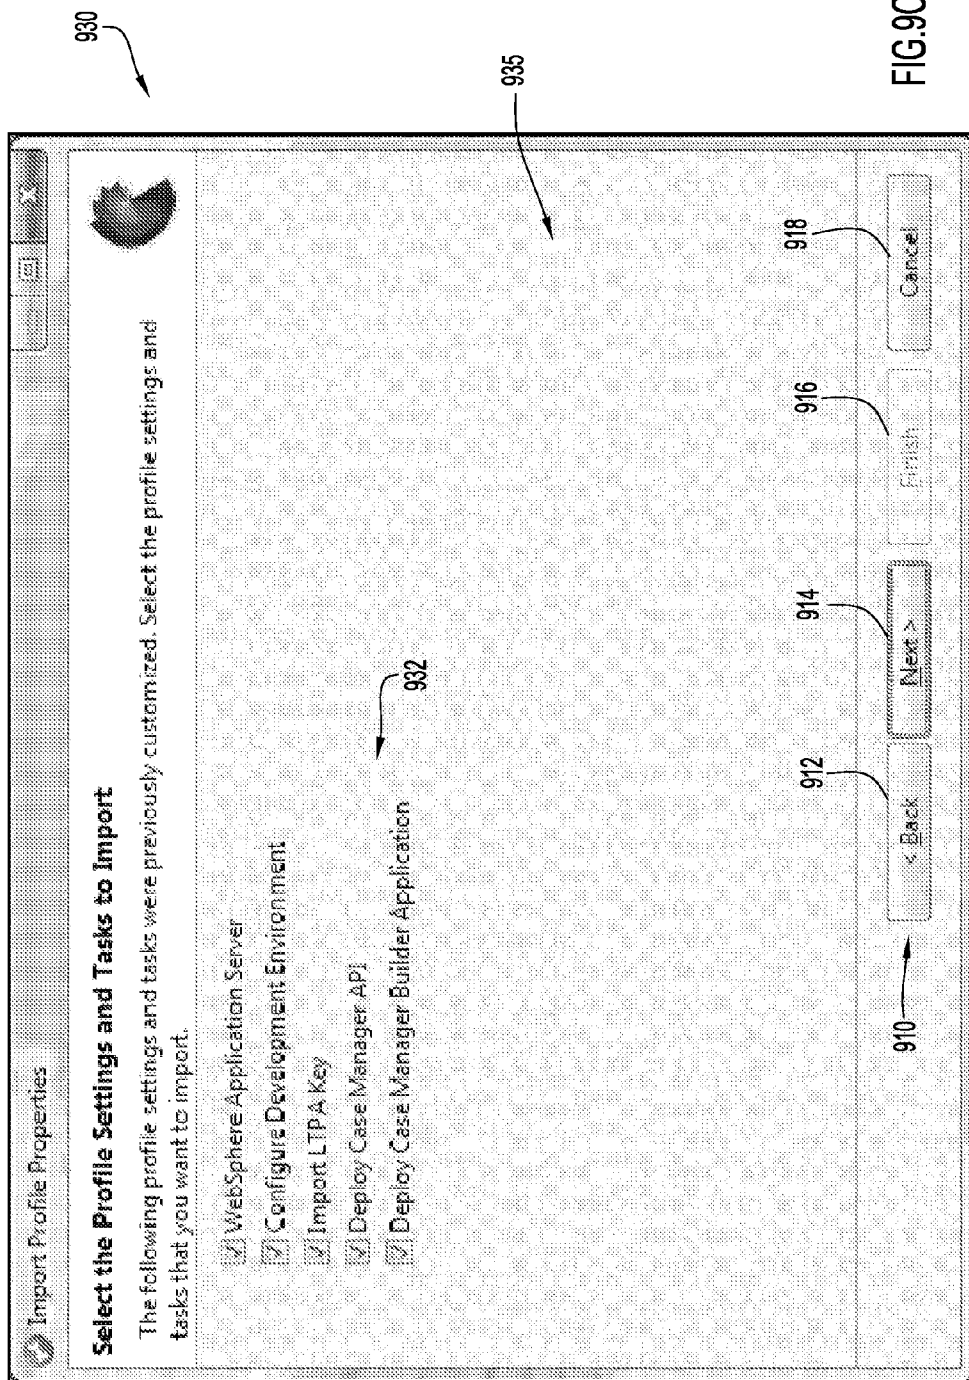 930
Import Profile Properties
Select the Profile Settings and Tasks to Import
The following profile settings and tasks were previously customized. Select the profile settings and
tasks that you want to import.
WebSphere Application Server
Configure Development Environment
Import LTPA Key
Deploy Case Manager API
Deploy Case Manager Builder Application
932
935
910
912
914
916
918
< Back
Next >
Finish
Cancel
FIG.9C